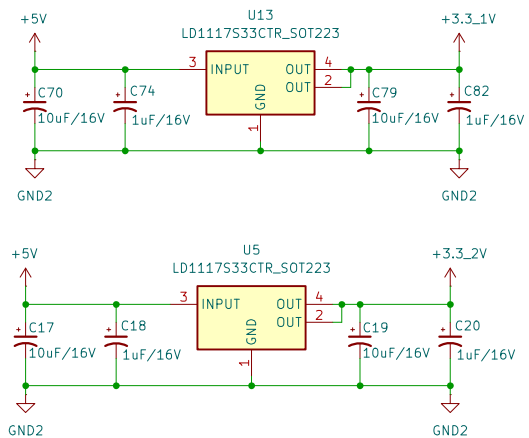 U13
+5V
LD1117S33CTR_SOT223
+3.3_1V
3 INPUT OUT 4
OUT 2
GND
1
C70
10uF/16V
C74
1uF/16V
C79
10uF/16V
C82
1uF/16V
GND2
GND2
U5
+5V
LD1117S33CTR_SOT223
+3.3_2V
3 INPUT OUT 4
OUT 2
GND
1
C17
10uF/16V
C18
1uF/16V
C19
10uF/16V
C20
1uF/16V
GND2
GND2